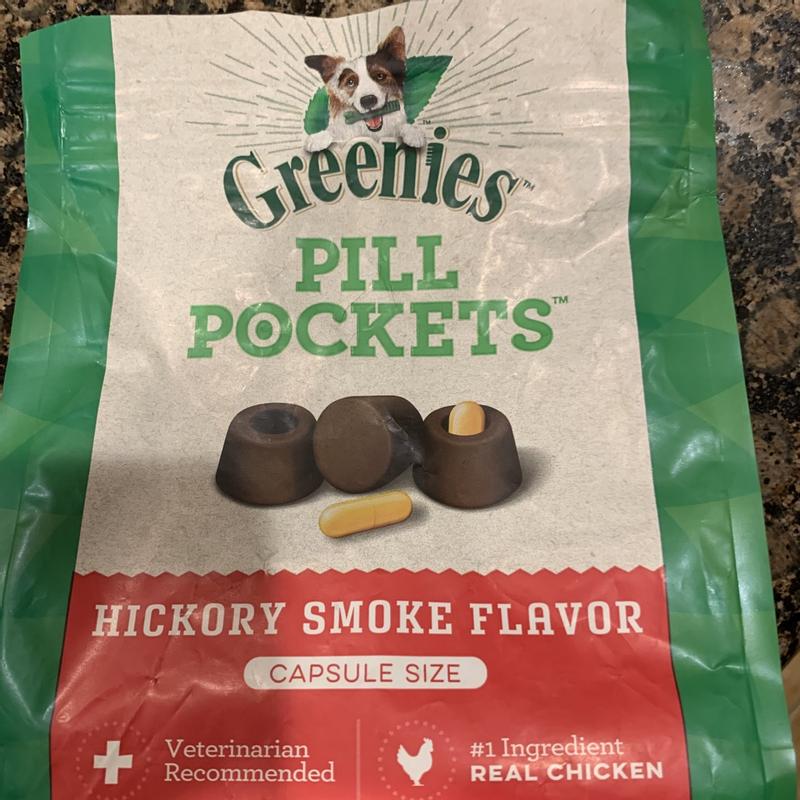 Greenies™
PILL
POCKETS™
HICKORY SMOKE FLAVOR
CAPSULE SIZE
Veterinarian
Recommended
#1 Ingredient
REAL CHICKEN